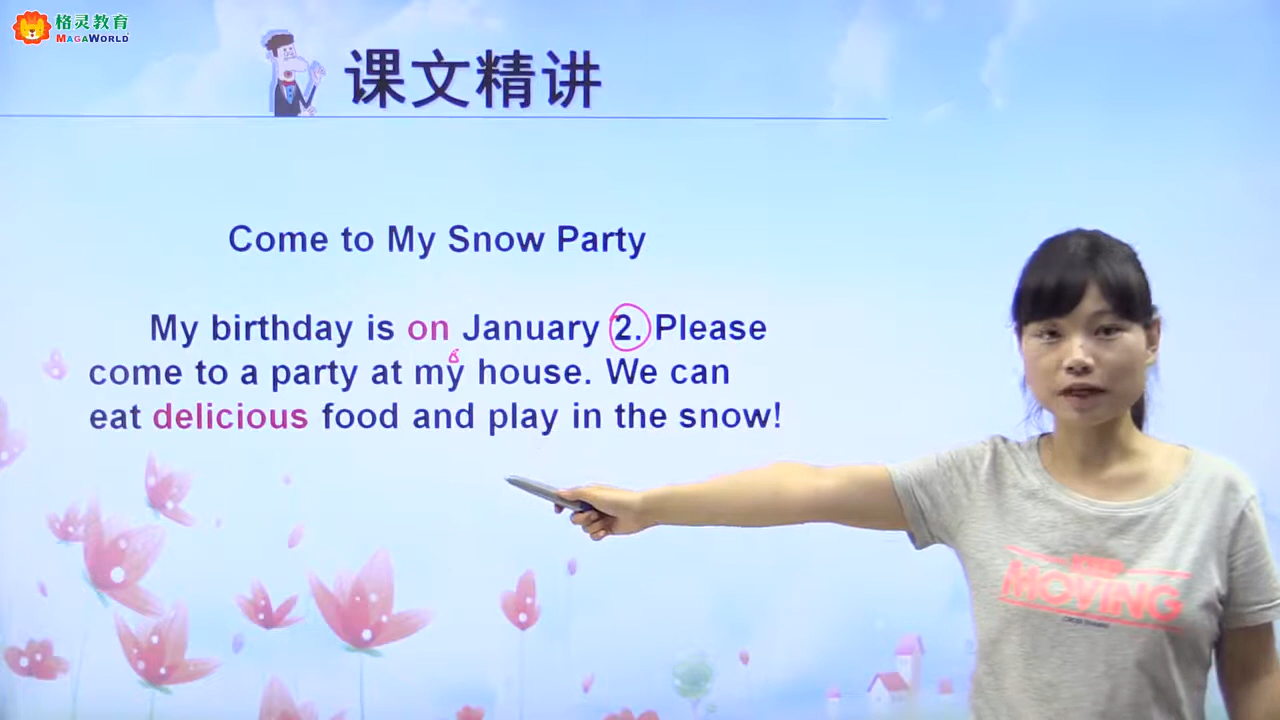 格灵教育
MAGAWORLD
课文精讲
Come to My Snow Party
My birthday is on January 2. Please
come to a party at my house. We can
eat delicious food and play in the snow!
MOVING